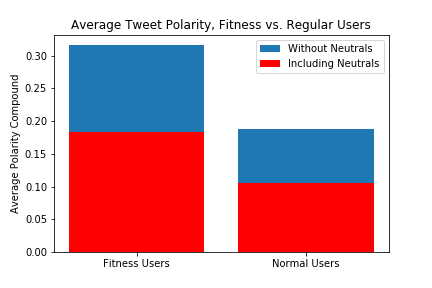 Average Tweet Polarity, Fitness vs. Regular Users
Without Neutrals
Including Neutrals
Average Polarity Compound
0.30
0.25
0.20
0.15
0.10
0.05
0.00
Fitness Users
Normal Users